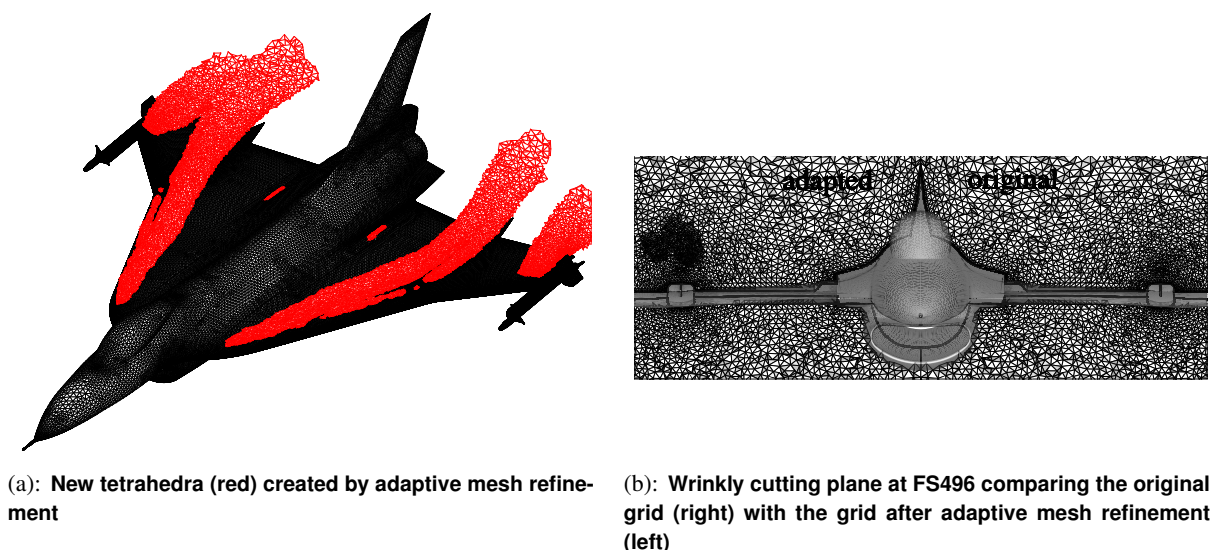 adapted original
(a): New tetrahedra (red) created by adaptive mesh refine-
ment
(b): Wrinkly cutting plane at FS496 comparing the original
grid (right) with the grid after adaptive mesh refinement
(left)